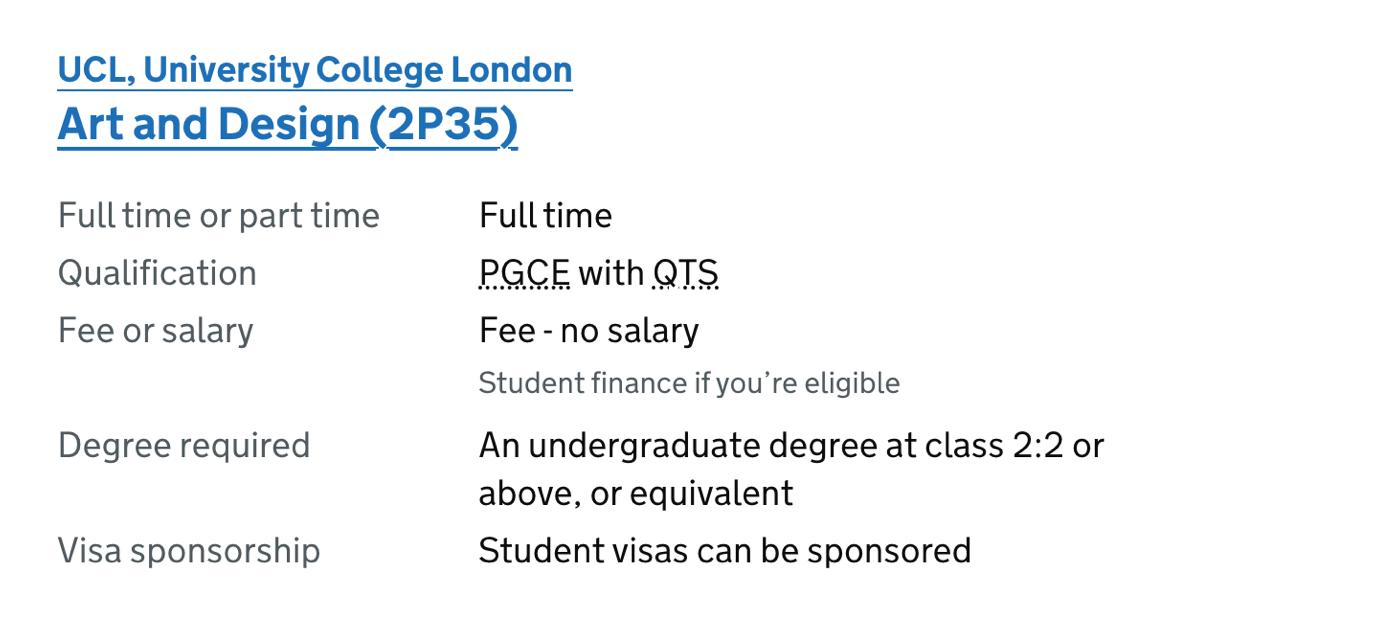 UCL, University College London
Art and Design (2P35)
Full time or part time Full time
Qualification PGCE with QTS
Fee or salary Fee - no salary
Student finance if you’re eligible
Degree required An undergraduate degree at class 2:2 or
above, or equivalent
Visa sponsorship Student visas can be sponsored